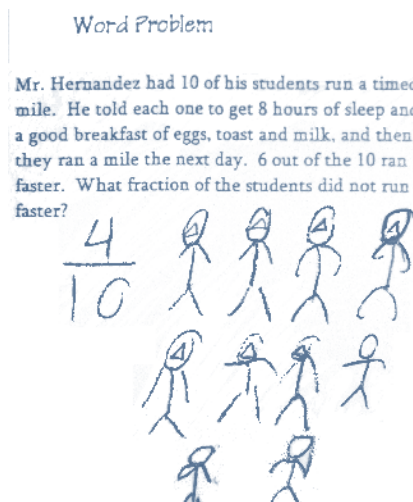 Word Problem
Mr. Hernandez had 10 of his students run a timed
mile. He told each one to get 8 hours of sleep and
a good breakfast of eggs, toast and milk, and then
they ran a mile the next day. 6 out of the 10 ran
faster. What fraction of the students did not run
faster?
4
10